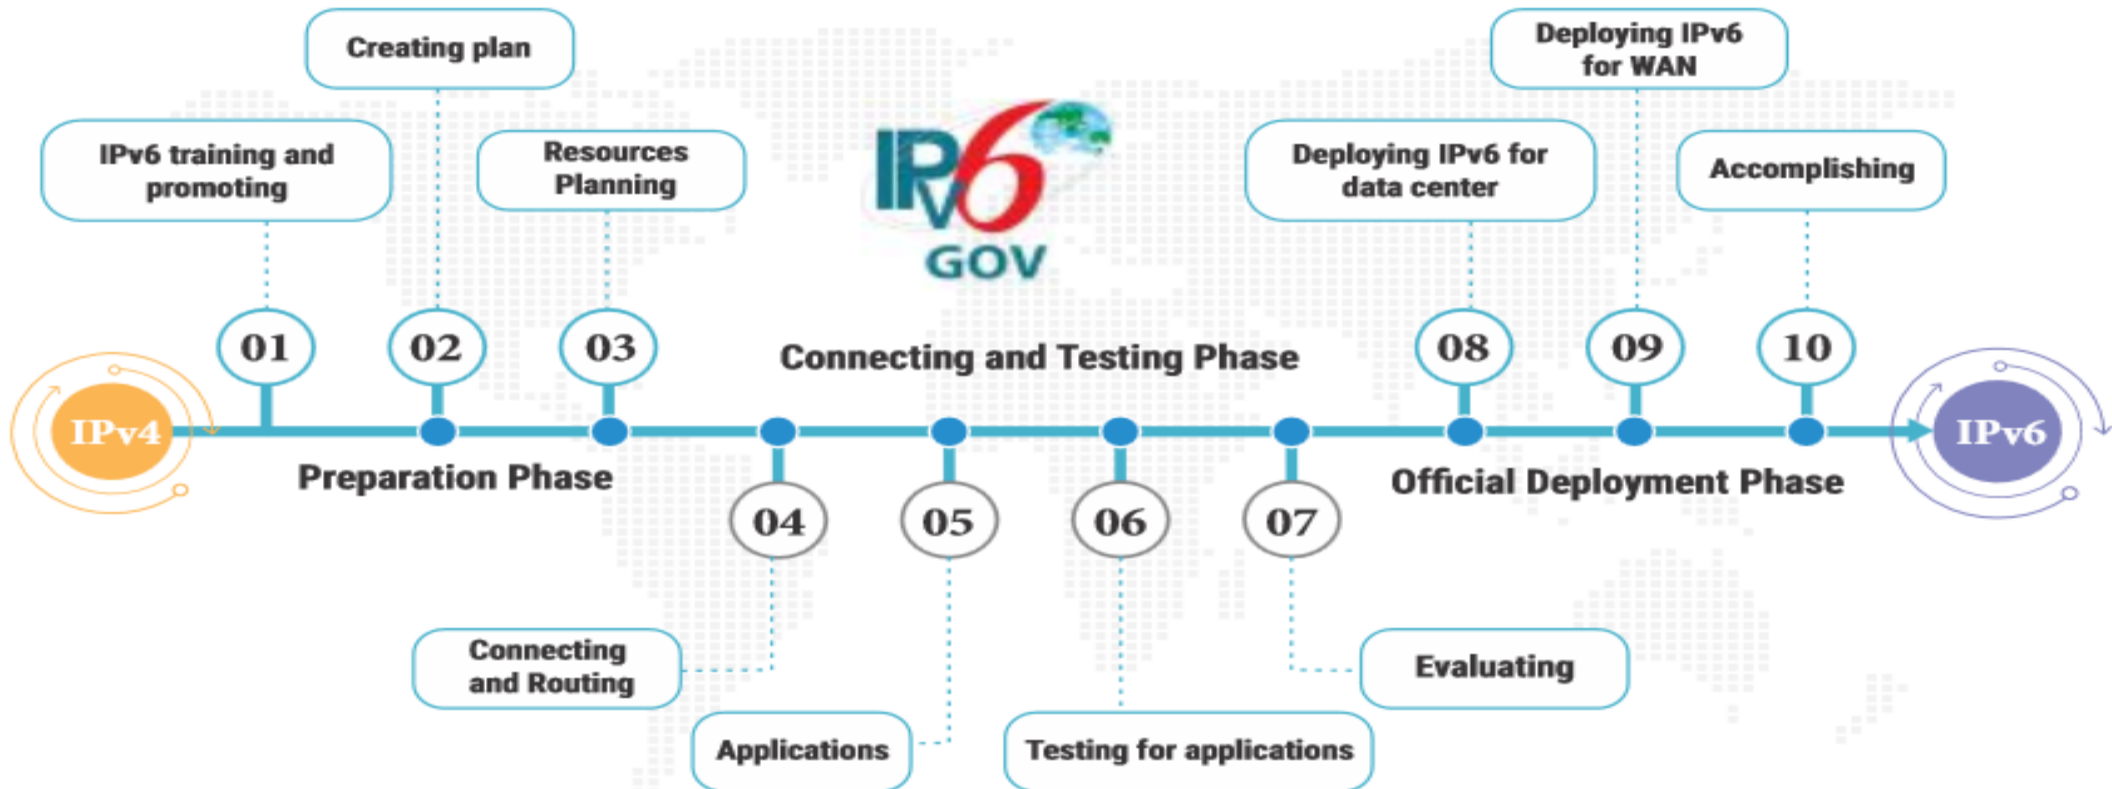 Creating plan
Deploying IPv6
for WAN
IPv6 training and
promoting
Resources
Planning
IPv6
GOV
Deploying IPv6 for
data center
Accomplishing
01
02
03
Connecting and Testing Phase
08
09
10
IPv4
IPv6
Preparation Phase
Official Deployment Phase
04
05
06
07
Connecting
and Routing
Evaluating
Applications
Testing for applications